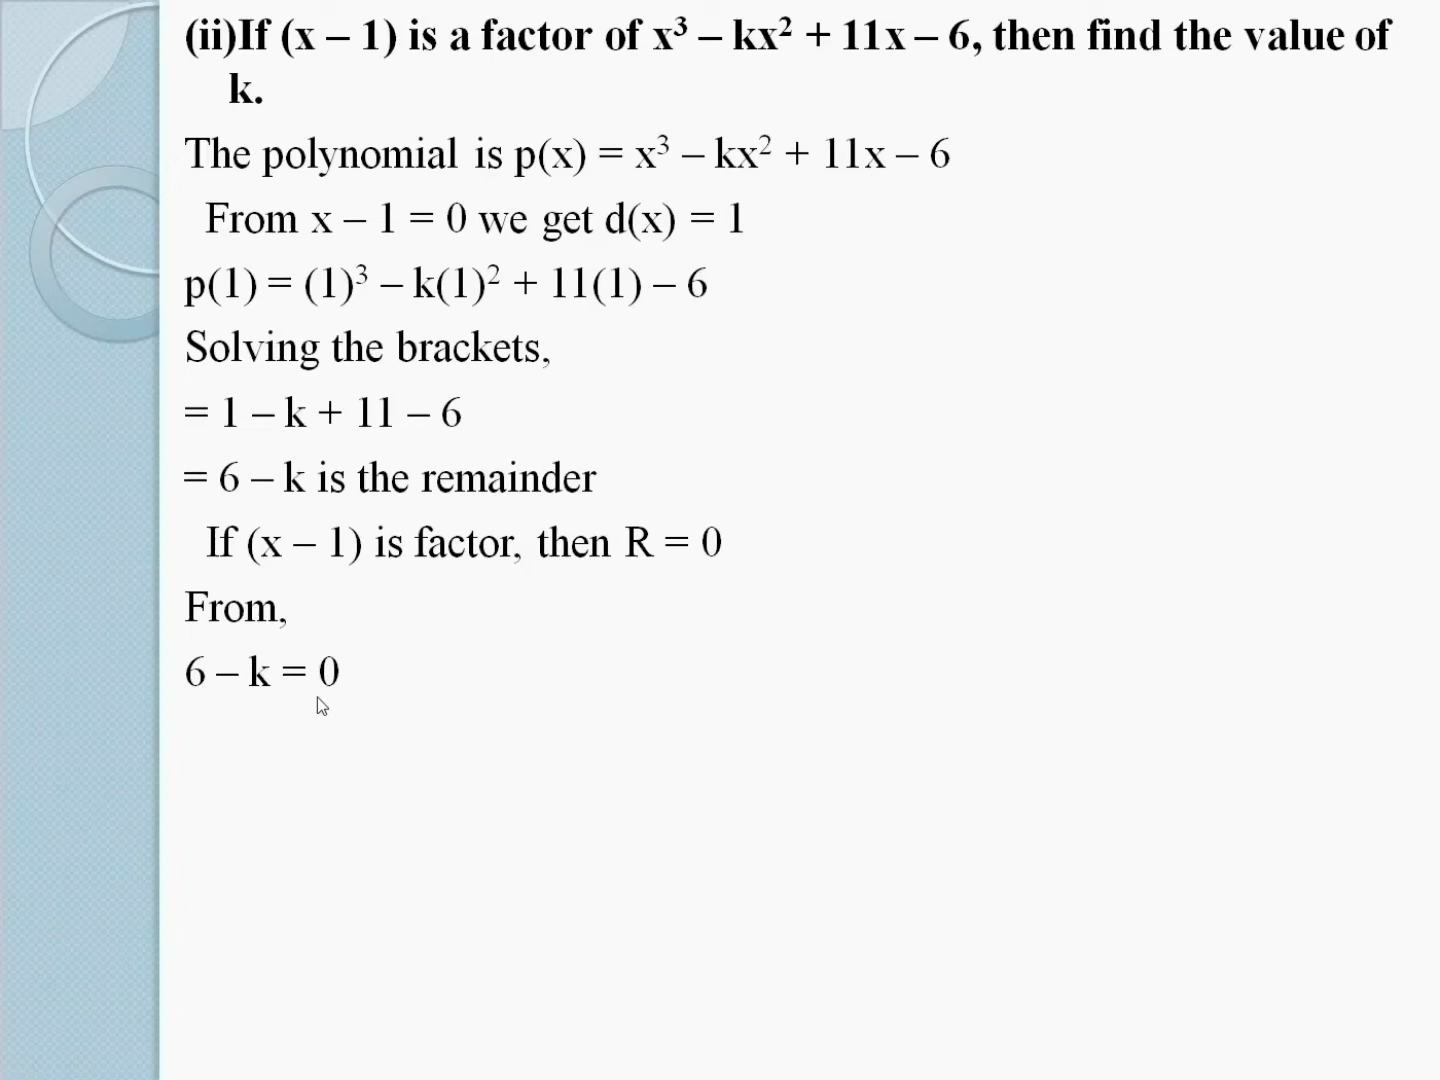 (ii)If (x – 1) is a factor of x³ – kx² + 11x – 6, then find the value of
k.
The polynomial is p(x) = x³ – kx² + 11x – 6
From x – 1 = 0 we get d(x) = 1
p(1) = (1)³ – k(1)² + 11(1) – 6
Solving the brackets,
= 1 – k + 11 – 6
= 6 – k is the remainder
If (x – 1) is factor, then R = 0
From,
6 – k = 0